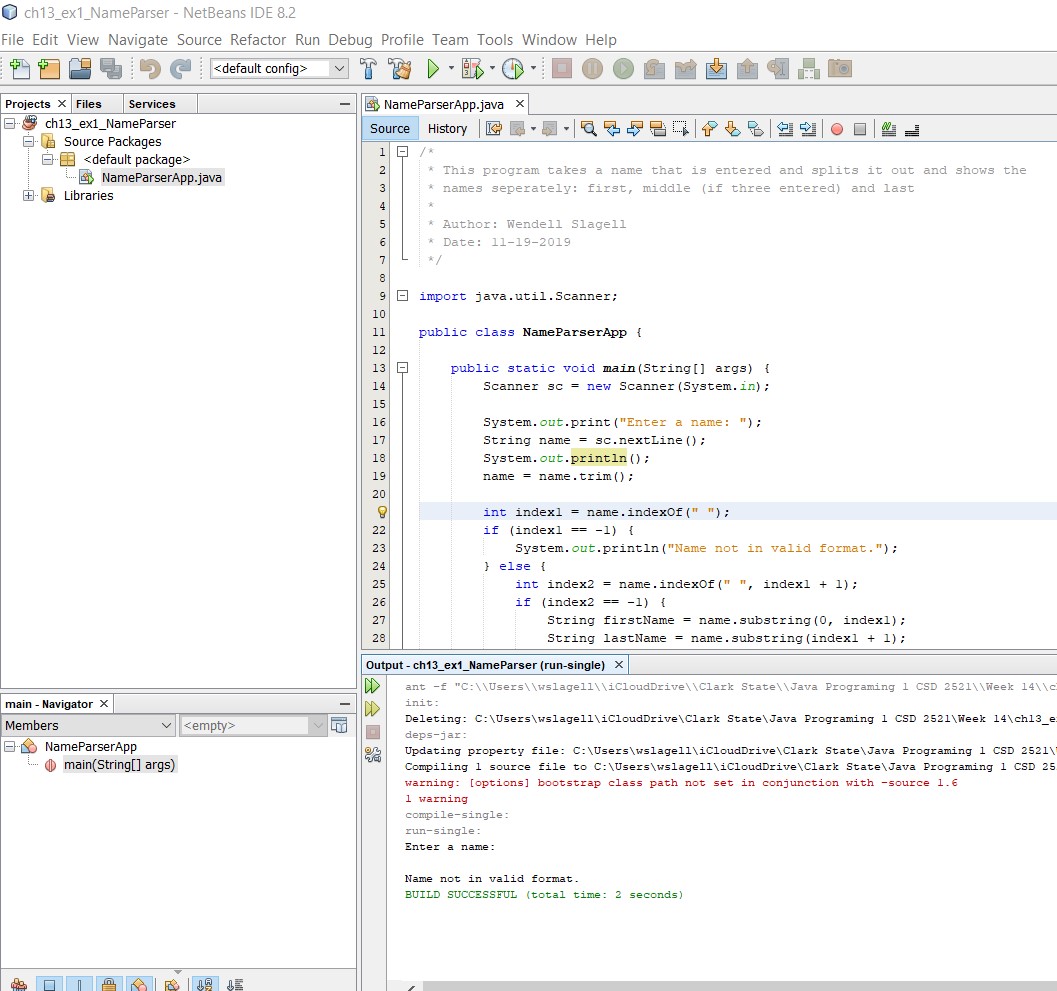 ch13_ex1_NameParser - NetBeans IDE 8.2
File Edit View Navigate Source Refactor Run Debug Profile Team Tools Window Help
<default config>
Projects Files Services
ch13_ex1_NameParser
Source Packages
<default package>
NameParserApp.java
Libraries
NameParserApp.java
Source History
1 /*
2 * This program takes a name that is entered and splits it out and shows the
3 * names seperately: first, middle (if three entered) and last
4 *
5 * Author: Wendell Slagell
6 * Date: 11-19-2019
7 */
8
9 import java.util.Scanner;
10
11 public class NameParserApp {
12
13 public static void main(String[] args) {
14 Scanner sc = new Scanner(System.in);
15
16 System.out.print("Enter a name: ");
17 String name = sc.nextLine();
18 System.out.println();
19 name = name.trim();
20
int index1 = name.indexOf(" ");
22 if (index1 == -1) {
23 System.out.println("Name not in valid format.");
24 } else {
25 int index2 = name.indexOf(" ", index1 + 1);
26 if (index2 == -1) {
27 String firstName = name.substring(0, index1);
28 String lastName = name.substring(index1 + 1);
Output - ch13_ex1_NameParser (run-single)
ant -f "C:\\Users\\wslagell\\iCloudDrive\\Clark State\\Java Programing 1 CSD 2521\\Week 14\\c
init:
Deleting: C:\Users\wslagell\iCloudDrive\Clark State\Java Programing 1 CSD 2521\Week 14\ch13_e
deps-jar:
Updating property file: C:\Users\wslagell\iCloudDrive\Clark State\Java Programing 1 CSD 2521\
Compiling 1 source file to C:\Users\wslagell\iCloudDrive\Clark State\Java Programing 1 CSD 25
warning: [options] bootstrap class path not set in conjunction with -source 1.6
1 warning
compile-single:
run-single:
Enter a name:
Name not in valid format.
BUILD SUCCESSFUL (total time: 2 seconds)
main - Navigator
Members <empty>
NameParserApp
main(String[] args)